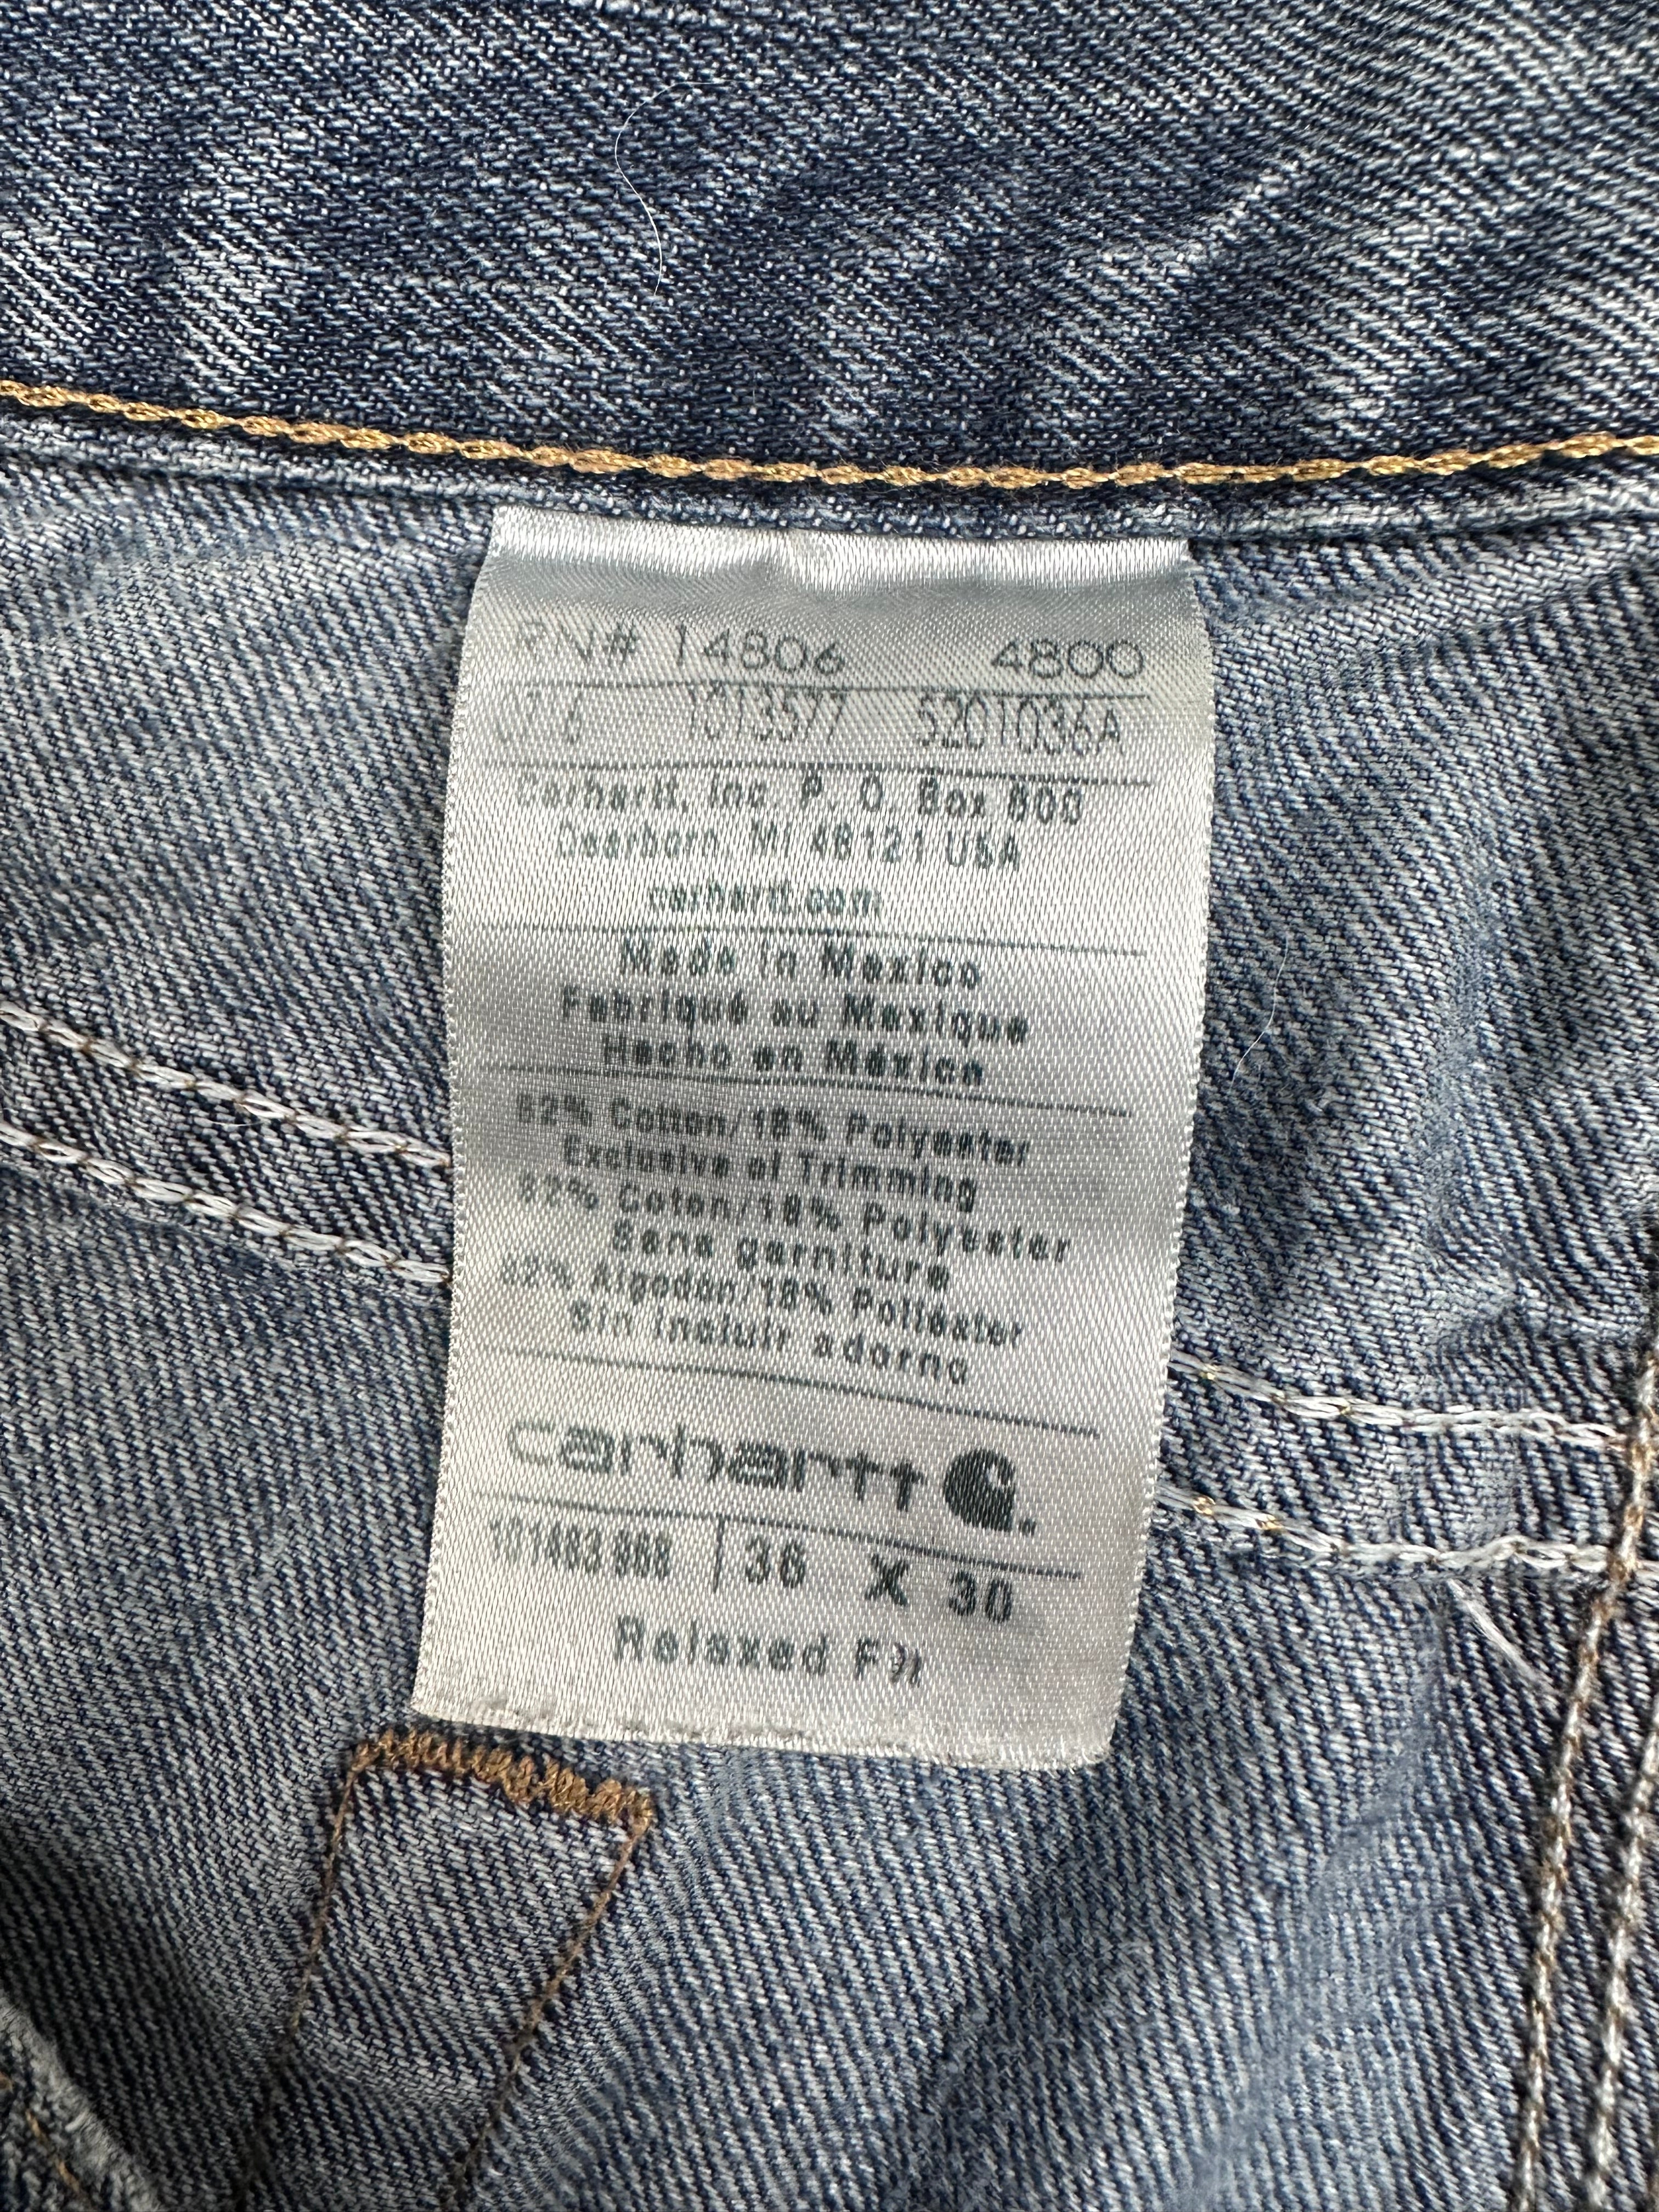 RN# 14806 4800
1013577 5201036A
Carhartt, Inc. P. O. Box 600
Dearborn, MI 48121 USA
carhartt.com
Made in Mexico
Fabriqué au Mexique
Hecho en México
82% Cotton/18% Polyester
Exclusive of Trimming
82% Coton/18% Polyester
Sans garniture
82% Algodón/18% Poliéster
Sin incluir adorno
carhartt
36 X 30
Relaxed Fit